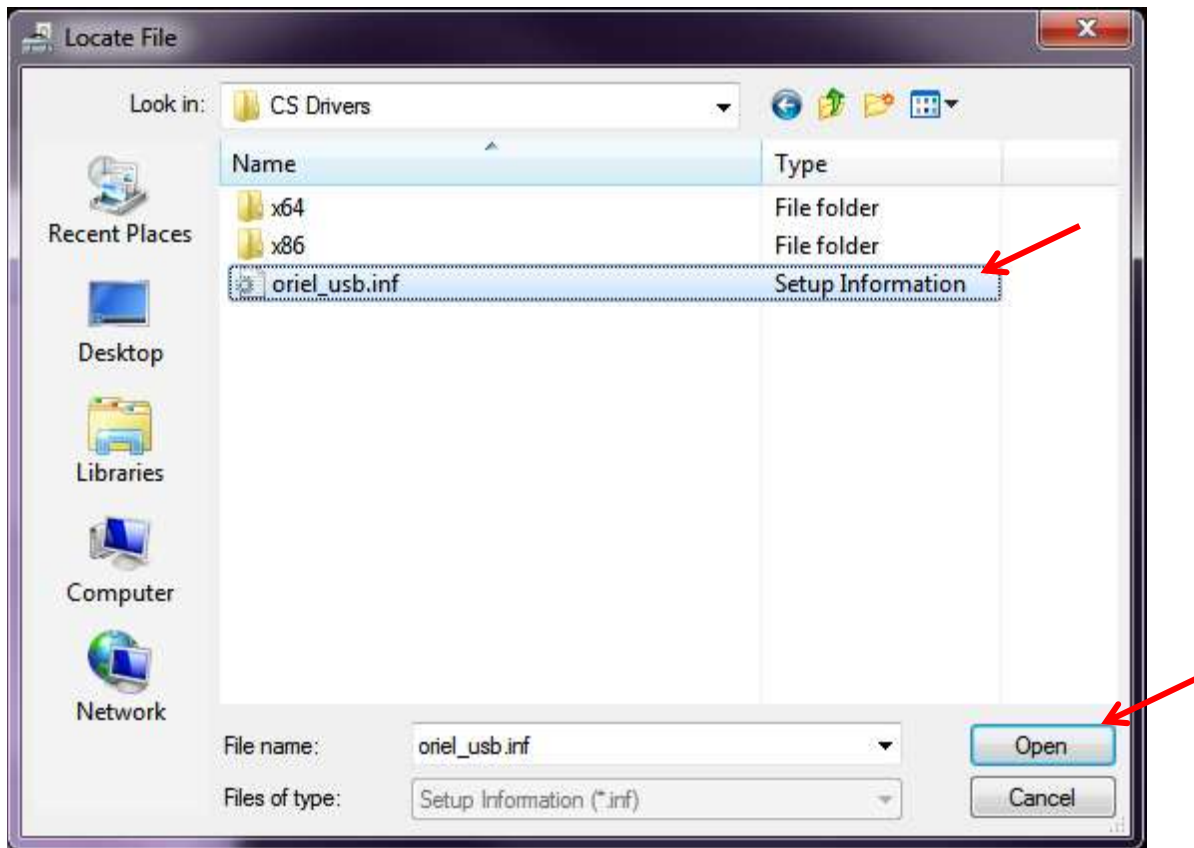 Locate File
Look in: CS Drivers
Name Type
x64 File folder
x86 File folder
oriel_usb.inf Setup Information
Recent Places
Desktop
Libraries
Computer
Network
File name: oriel_usb.inf Open
Files of type: Setup Information (*.inf) Cancel